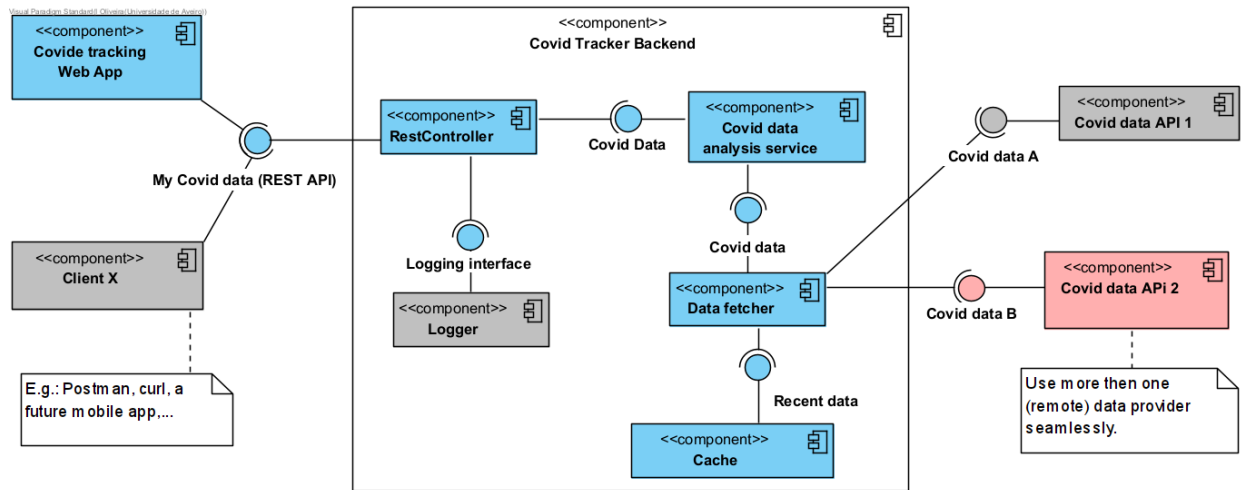 Visual Paradigm Standard(I Oliveira(Universidade de Aveiro))
<<component>>
Covide tracking
Web App
<<component>>
Covid Tracker Backend
<<component>>
RestController
<<component>>
Covid data
analysis service
<<component>>
Covid data API 1
Covid Data
Covid data A
My Covid data (REST API)
<<component>>
Client X
Logging interface
Covid data
<<component>>
Logger
<<component>>
Data fetcher
<<component>>
Covid data APi 2
Covid data B
E.g.: Postman, curl, a
future mobile app,...
Recent data
Use more then one
(remote) data provider
seamlessly.
<<component>>
Cache